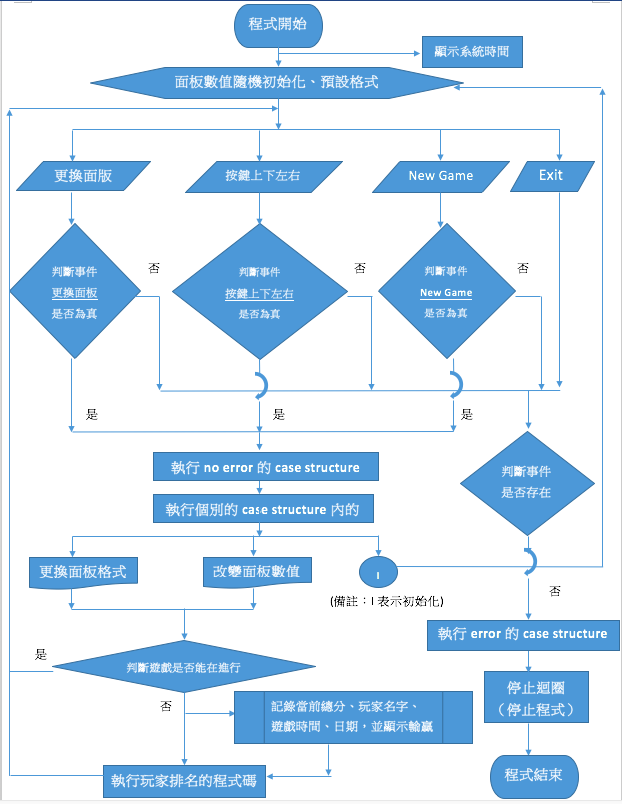 程式開始
顯示系統時間
面板數值隨機初始化、預設格式
更換面版
按鍵上下左右
New Game
Exit
判斷事件
更換面板
是否為真
否
判斷事件
按鍵上下左右
是否為真
否
判斷事件
New Game
是否為真
否
是
是
是
判斷事件
是否存在
執行 no error 的 case structure
執行個別的 case structure 內的
更換面板格式
改變面板數值
I
(備註：I 表示初始化)
否
執行 error 的 case structure
是
判斷遊戲是否能在進行
否
記錄當前總分、玩家名字、
遊戲時間、日期，並顯示輸贏
停止迴圈
（停止程式）
執行玩家排名的程式碼
程式結束